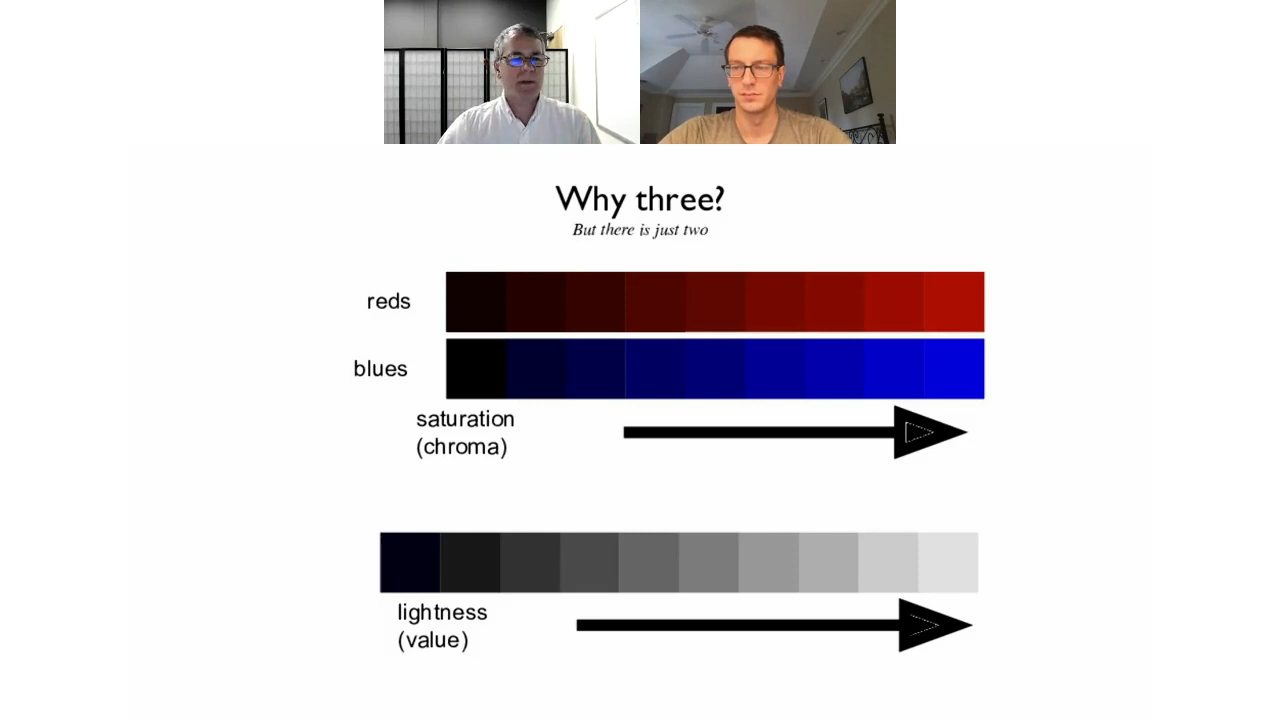 Why three?
But there is just two
reds
blues
saturation
(chroma)
lightness
(value)